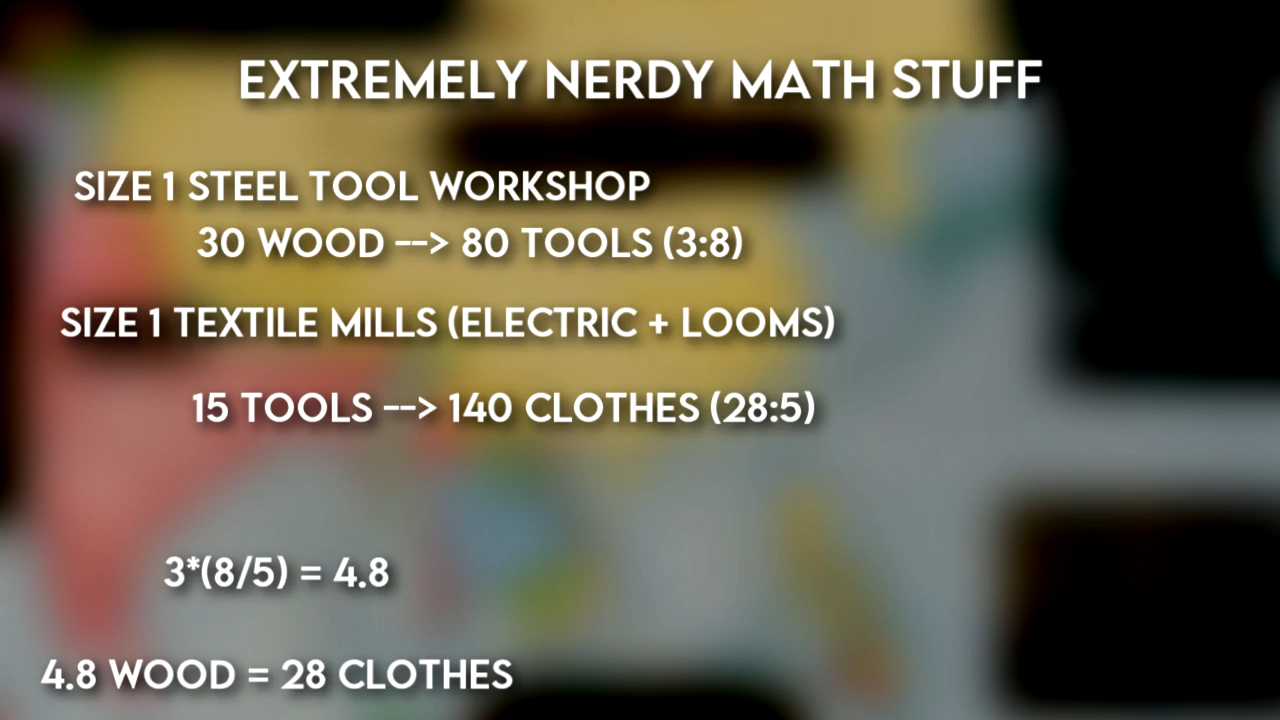 EXTREMELY NERDY MATH STUFF
SIZE 1 STEEL TOOL WORKSHOP
30 WOOD --> 80 TOOLS (3:8)
SIZE 1 TEXTILE MILLS (ELECTRIC + LOOMS)
15 TOOLS --> 140 CLOTHES (28:5)
3*(8/5) = 4.8
4.8 WOOD = 28 CLOTHES